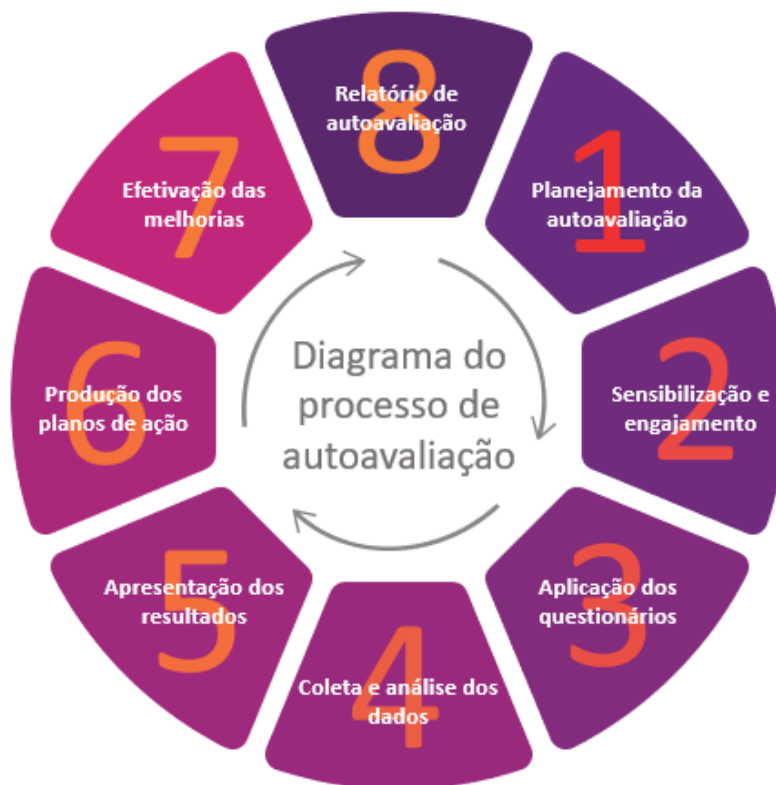 8
Relatório de
autoavaliação
1
Planejamento da
autoavaliação
2
Sensibilização e
engajamento
3
Aplicação dos
questionários
4
Coleta e análise dos
dados
5
Apresentação dos
resultados
6
Produção dos
planos de ação
7
Efetivação das
melhorias
Diagrama do
processo de
autoavaliação